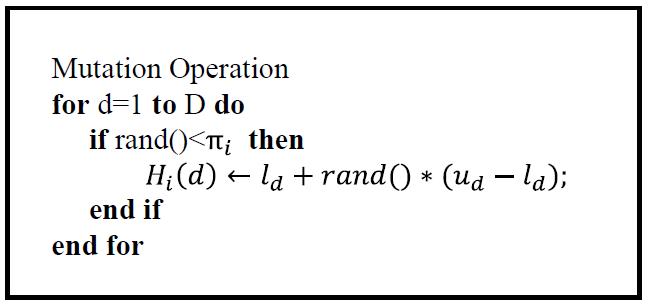 Mutation Operation
for d=1 to D do
if rand()<π𝑖 then
𝐻𝑖(𝑑) ← 𝑙𝑑 + 𝑟𝑎𝑛𝑑() ∗ (𝑢𝑑 − 𝑙𝑑);
end if
end for